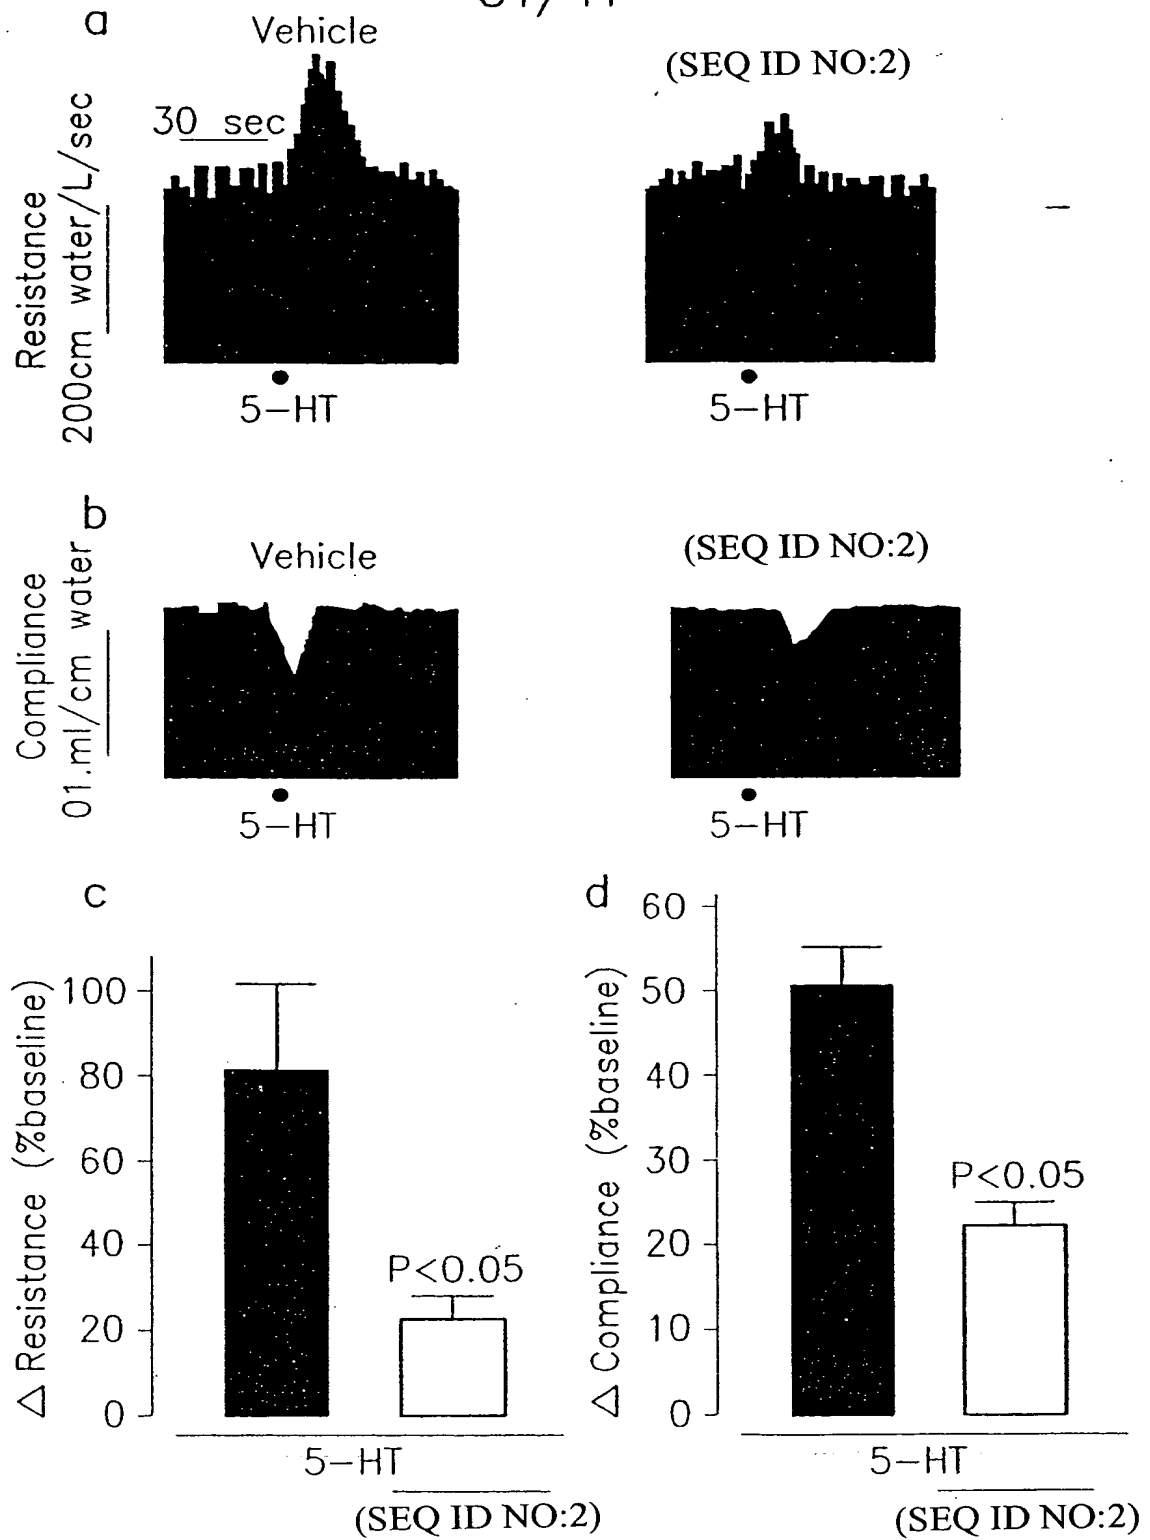 a
Vehicle
(SEQ ID NO:2)
30 sec
Resistance
200cm water/L/sec
5-HT
5-HT
b
Vehicle
(SEQ ID NO:2)
Compliance
01.ml/cm water
5-HT
5-HT
c
Δ Resistance (%baseline)
100
80
60
40
20
0
P<0.05
5-HT
(SEQ ID NO:2)
d
Δ Compliance (%baseline)
60
50
40
30
20
10
0
P<0.05
5-HT
(SEQ ID NO:2)